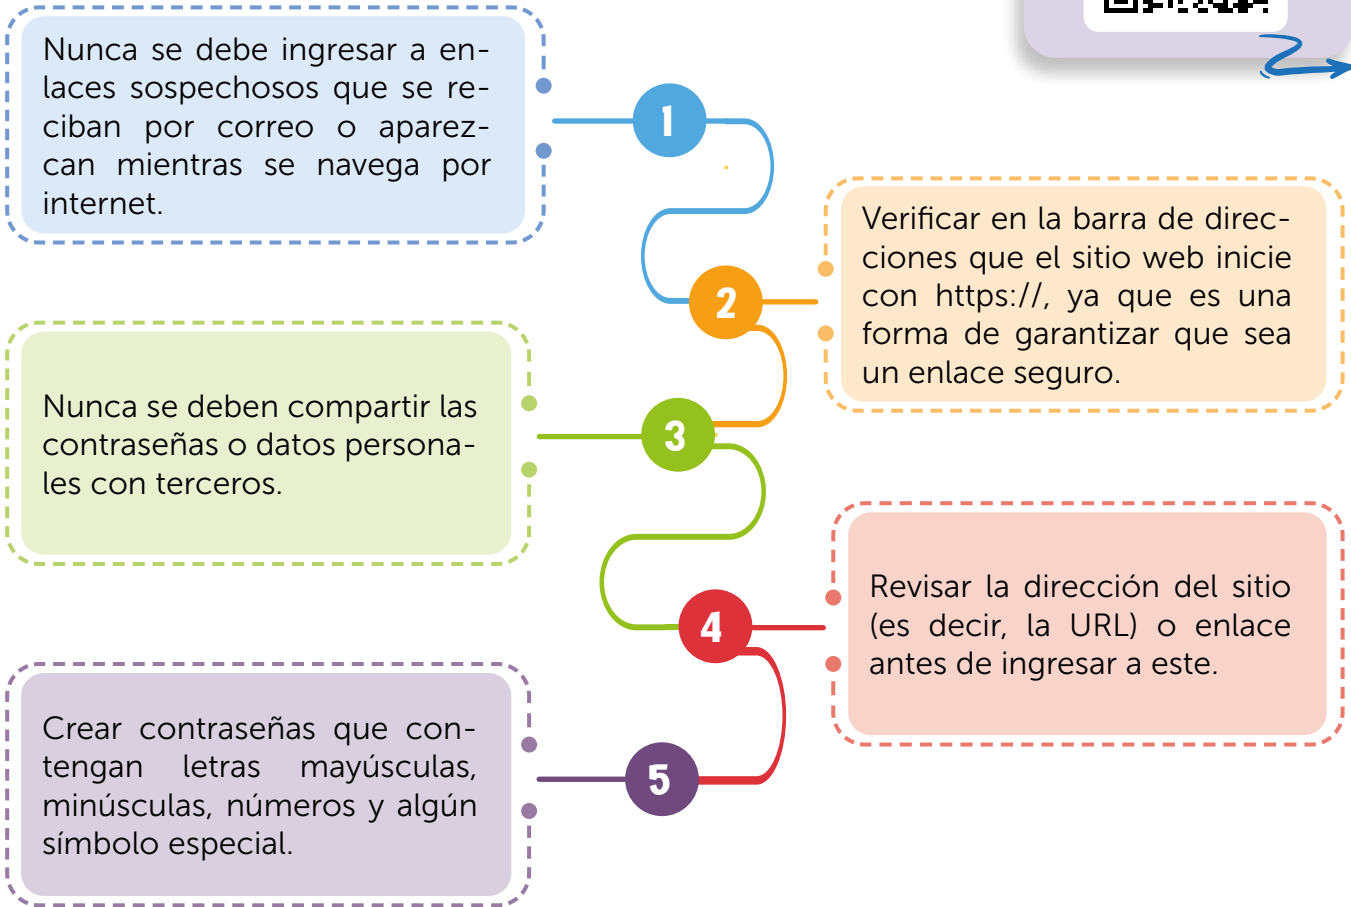 Nunca se debe ingresar a en-
laces sospechosos que se re-
ciban por correo o aparez-
can mientras se navega por
internet.
1
2
Verificar en la barra de direc-
ciones que el sitio web inicie
con https://, ya que es una
forma de garantizar que sea
un enlace seguro.
Nunca se deben compartir las
contraseñas o datos persona-
les con terceros.
3
4
Revisar la dirección del sitio
(es decir, la URL) o enlace
antes de ingresar a este.
Crear contraseñas que con-
tengan letras mayúsculas,
minúsculas, números y algún
símbolo especial.
5